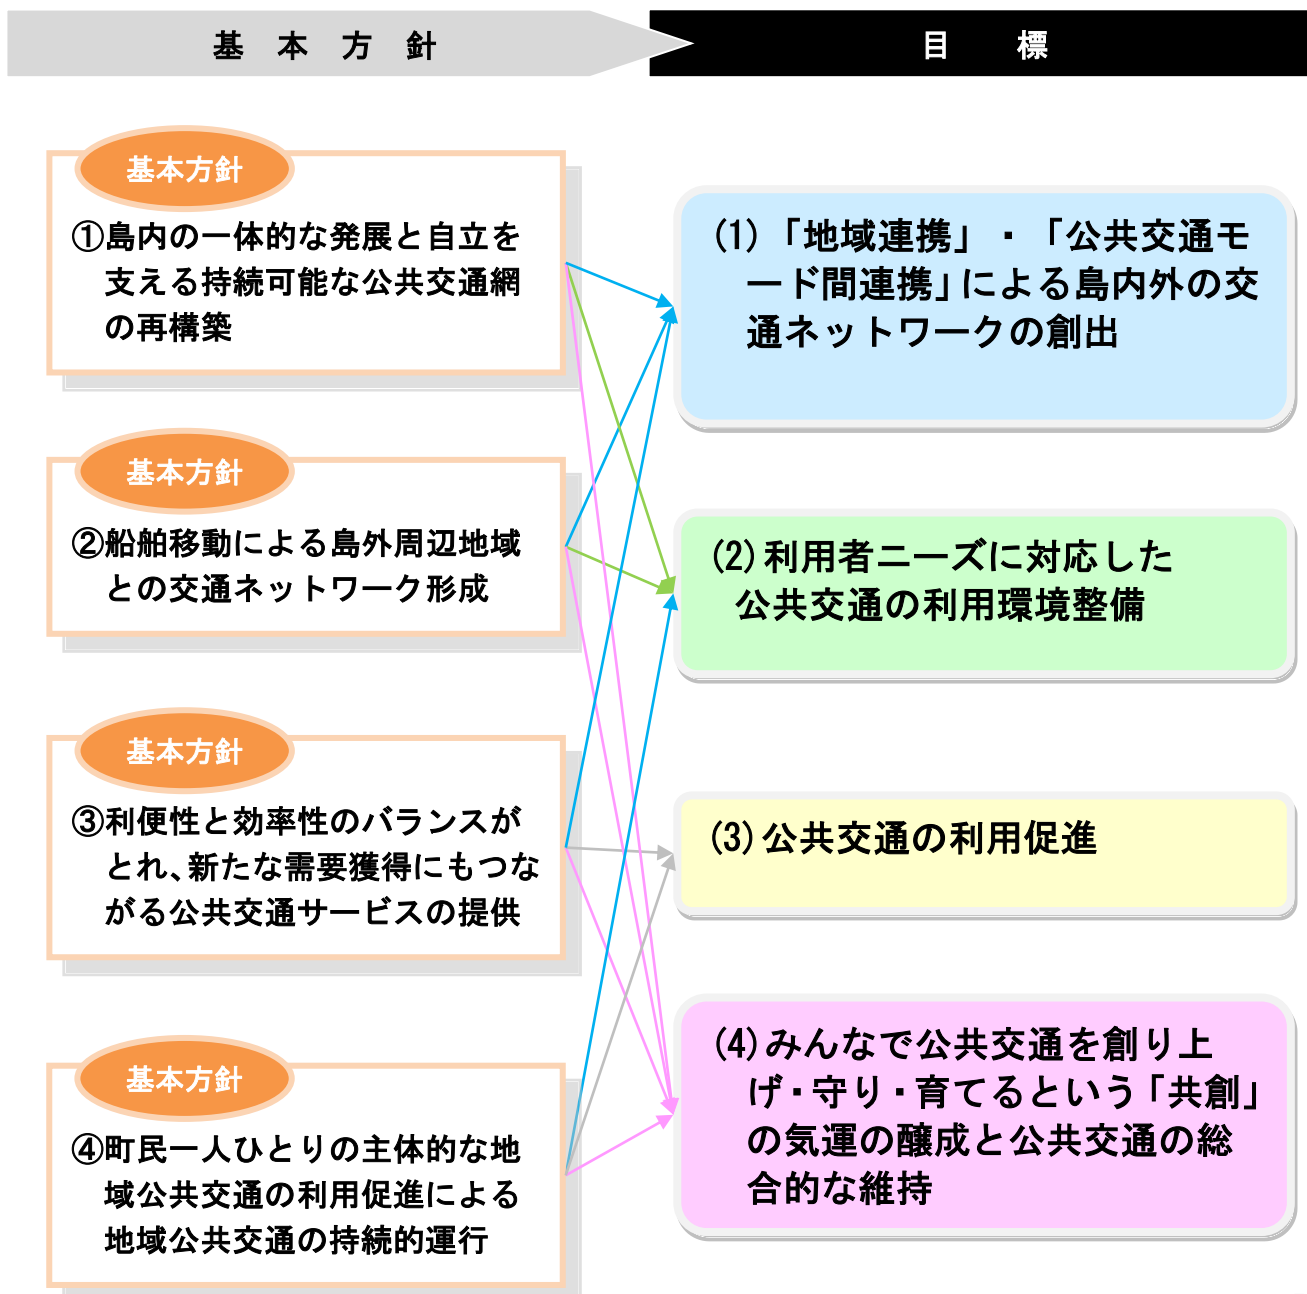 基　本　方　針
目　　標
基本方針
①島内の一体的な発展と自立を
支える持続可能な公共交通網
の再構築
基本方針
②船舶移動による島外周辺地域
との交通ネットワーク形成
基本方針
③利便性と効率性のバランスが
とれ、新たな需要獲得にもつな
がる公共交通サービスの提供
基本方針
④町民一人ひとりの主体的な地
域公共交通の利用促進による
地域公共交通の持続的運行
(1)「地域連携」・「公共交通モ
ード間連携」による島内外の交
通ネットワークの創出
(2)利用者ニーズに対応した
公共交通の利用環境整備
(3)公共交通の利用促進
(4)みんなで公共交通を創り上
げ・守り・育てるという「共創」
の気運の醸成と公共交通の総
合的な維持